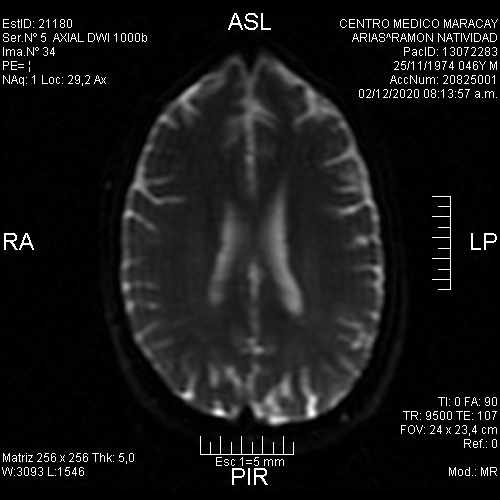 EstID: 21180
Ser.Nº 5 AXIAL DWI 1000b
Ima.Nº 34
PE= ¦
NAq: 1 Loc: 29,2 Ax
ASL
CENTRO MEDICO MARACAY
ARIAS^RAMON NATIVIDAD
PacID: 13072283
25/11/1974 046Y M
AccNum: 20825001
02/12/2020 08:13:57 a.m.
RA
LP
Matriz 256 x 256 Thk: 5,0
W:3093 L:1546
Esc 1=5 mm
PIR
TI: 0 FA: 90
TR: 9500 TE: 107
FOV: 24 x 23,4 cm
Ref.: 0
Mod.: MR